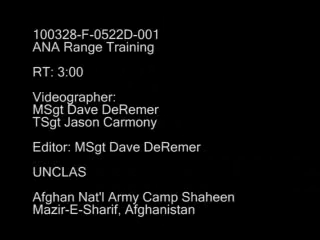 100328-F-0522D-001
ANA Range Training
RT: 3:00
Videographer:
MSgt Dave DeRemer
TSgt Jason Carmony
Editor: MSgt Dave DeRemer
UNCLAS
Afghan Nat'l Army Camp Shaheen
Mazir-E-Sharif, Afghanistan